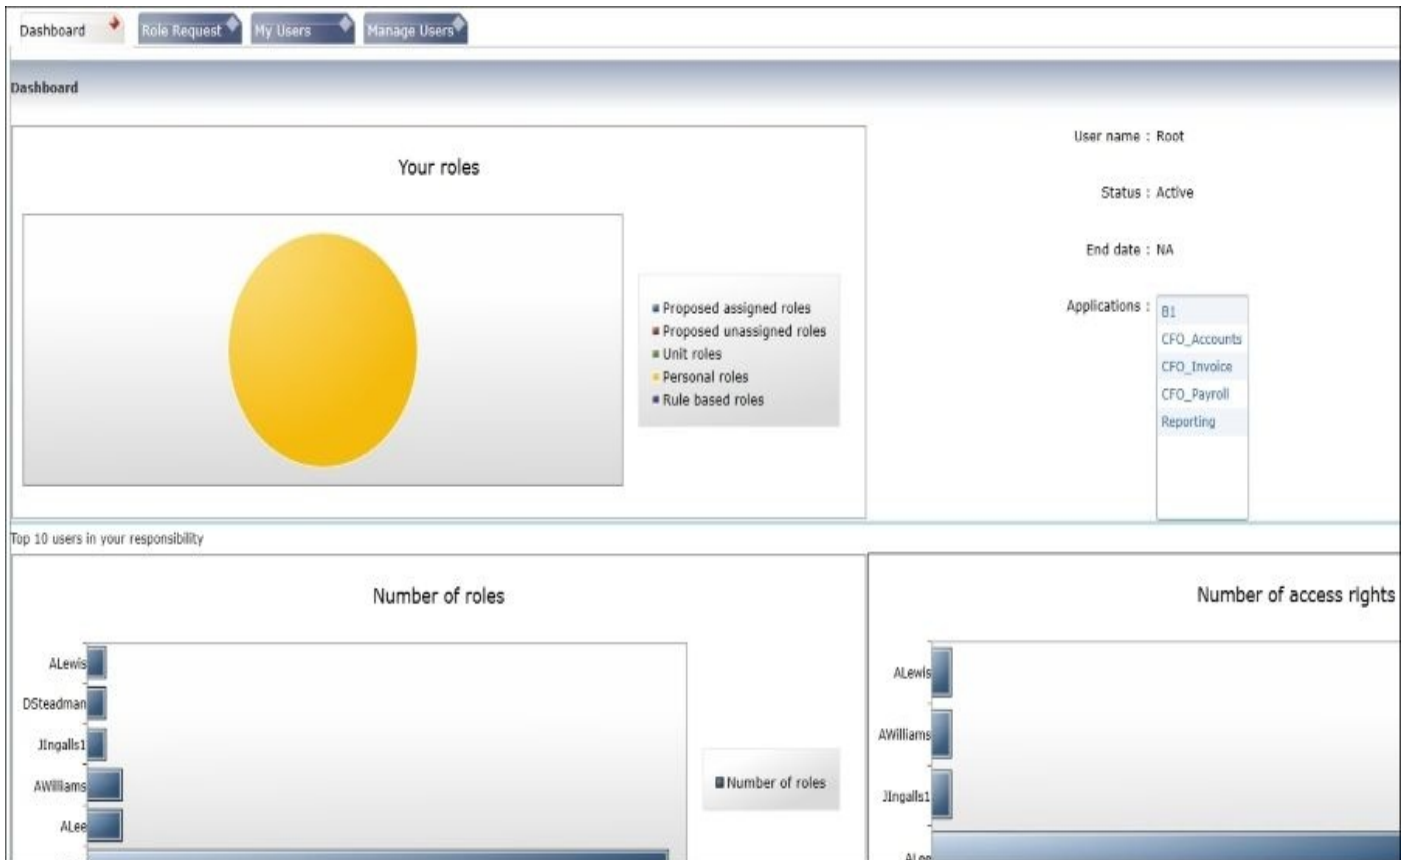 Dashboard
Role Request
My Users
Manage Users
Dashboard
Your roles
Proposed assigned roles
Proposed unassigned roles
Unit roles
Personal roles
Rule based roles
User name : Root
Status : Active
End date : NA
Applications :
B1
CFO_Accounts
CFO_Invoice
CFO_Payroll
Reporting
Top 10 users in your responsibility
Number of roles
ALewis
DSteadman
JIngalls1
AWilliams
ALee
Number of roles
Number of access rights
ALewis
AWilliams
JIngalls1
ALee